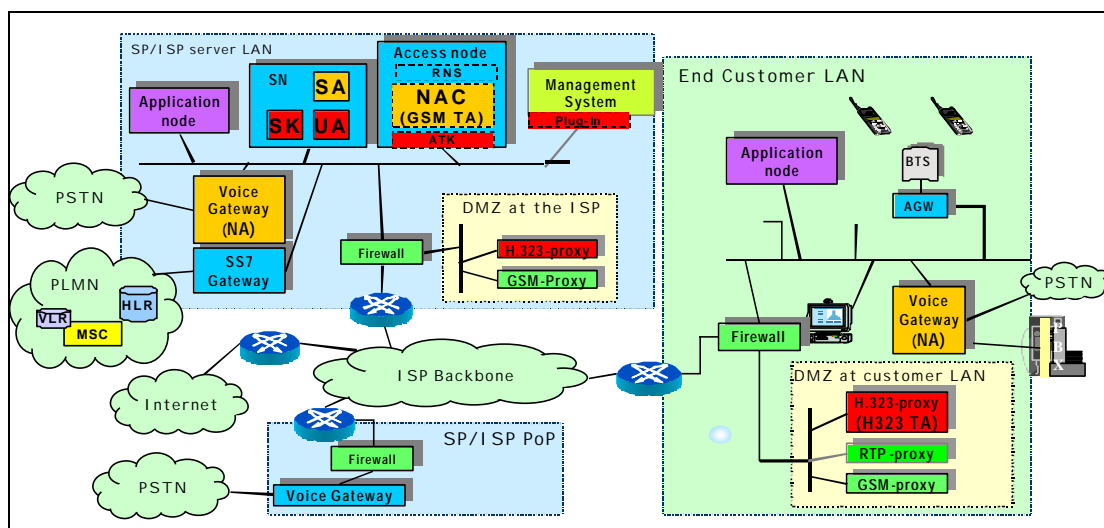 SP/ISP server LAN
Application
node
SN
SA
SK
UA
Access node
RNS
NAC
(GSM TA)
ATK
Management
System
Plug-In
PSTN
Voice
Gateway
(NA)
SS7
Gateway
Firewall
DMZ at the ISP
H.323-proxy
GSM-Proxy
PLMN
VLR
HLR
MSC
Internet
ISP Backbone
SP/ISP PoP
Firewall
Voice Gateway
PSTN
End Customer LAN
Application
node
BTS
AGW
Firewall
Voice
Gateway
(NA)
PSTN
PBX
DMZ at customer LAN
H.323-proxy
(H323 TA)
RTP-proxy
GSM-proxy